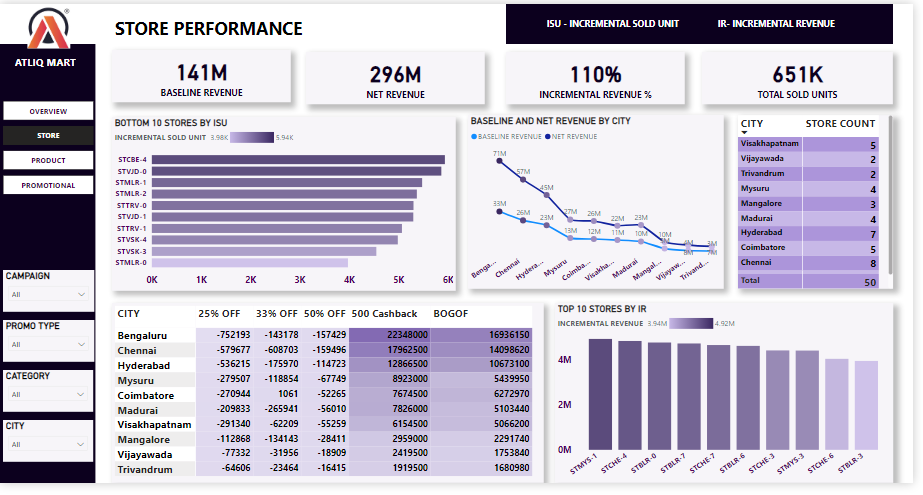 ATLIQ MART
STORE PERFORMANCE
ISU - INCREMENTAL SOLD UNIT
IR- INCREMENTAL REVENUE
OVERVIEW
STORE
PRODUCT
PROMOTIONAL
CAMPAIGN
All
PROMO TYPE
All
CATEGORY
All
CITY
All
141M
BASELINE REVENUE
296M
NET REVENUE
110%
INCREMENTAL REVENUE %
651K
TOTAL SOLD UNITS
BOTTOM 10 STORES BY ISU
INCREMENTAL SOLD UNIT 3.98K 5.94K
STCBE-4
STVJD-0
STMLR-1
STMLR-2
STTRV-0
STVJD-1
STTRV-1
STVSK-4
STVSK-3
STMLR-0
0K 1K 2K 3K 4K 5K 6K
BASELINE AND NET REVENUE BY CITY
BASELINE REVENUE NET REVENUE
71M
57M
45M
27M 26M 22M 23M
10M
33M 26M 23M
13M 12M 11M 10M
Benga... Chennai Hydera... Mysuru Coimba... Visakha... Madurai Mangal... Vijayaw... Trivand...
CITY STORE COUNT
Visakhapatnam 5
Vijayawada 2
Trivandrum 2
Mysuru 4
Mangalore 3
Madurai 4
Hyderabad 7
Coimbatore 5
Chennai 8
Total 50
CITY 25% OFF 33% OFF 50% OFF 500 Cashback BOGOF
Bengaluru -752193 -143178 -157429 22348000 16936150
Chennai -579677 -608703 -159496 17962500 14098620
Hyderabad -536215 -175970 -114723 12866500 10673100
Mysuru -279507 -118854 -67749 8923000 5439950
Coimbatore -270944 1061 -52265 7674500 6272970
Madurai -209833 -265941 -56010 7826000 5103440
Visakhapatnam -291340 -62209 -55259 6154500 5066200
Mangalore -112868 -134143 -28411 2959000 2291740
Vijayawada -77332 -31956 -18909 2419500 1753840
Trivandrum -64606 -23464 -16415 1919500 1680980
TOP 10 STORES BY IR
INCREMENTAL REVENUE 3.94M 4.92M
4M
2M
0M
STMYS-1 STCHE-4 STBLR-0 STBLR-7 STCHE-7 STBLR-6 STCHE-3 STMYS-3 STCHE-6 STBLR-3